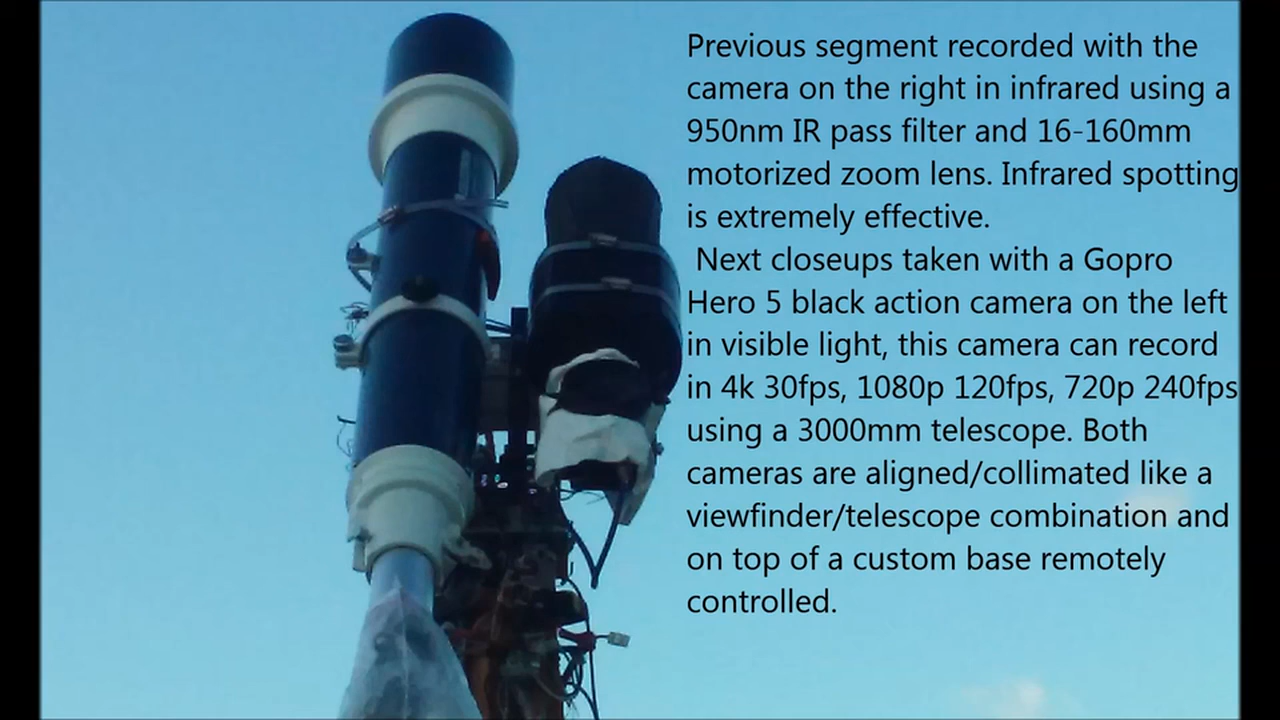 Previous segment recorded with the
camera on the right in infrared using a
950nm IR pass filter and 16-160mm
motorized zoom lens. Infrared spotting
is extremely effective.
Next closeups taken with a Gopro
Hero 5 black action camera on the left
in visible light, this camera can record
in 4k 30fps, 1080p 120fps, 720p 240fps
using a 3000mm telescope. Both
cameras are aligned/collimated like a
viewfinder/telescope combination and
on top of a custom base remotely
controlled.